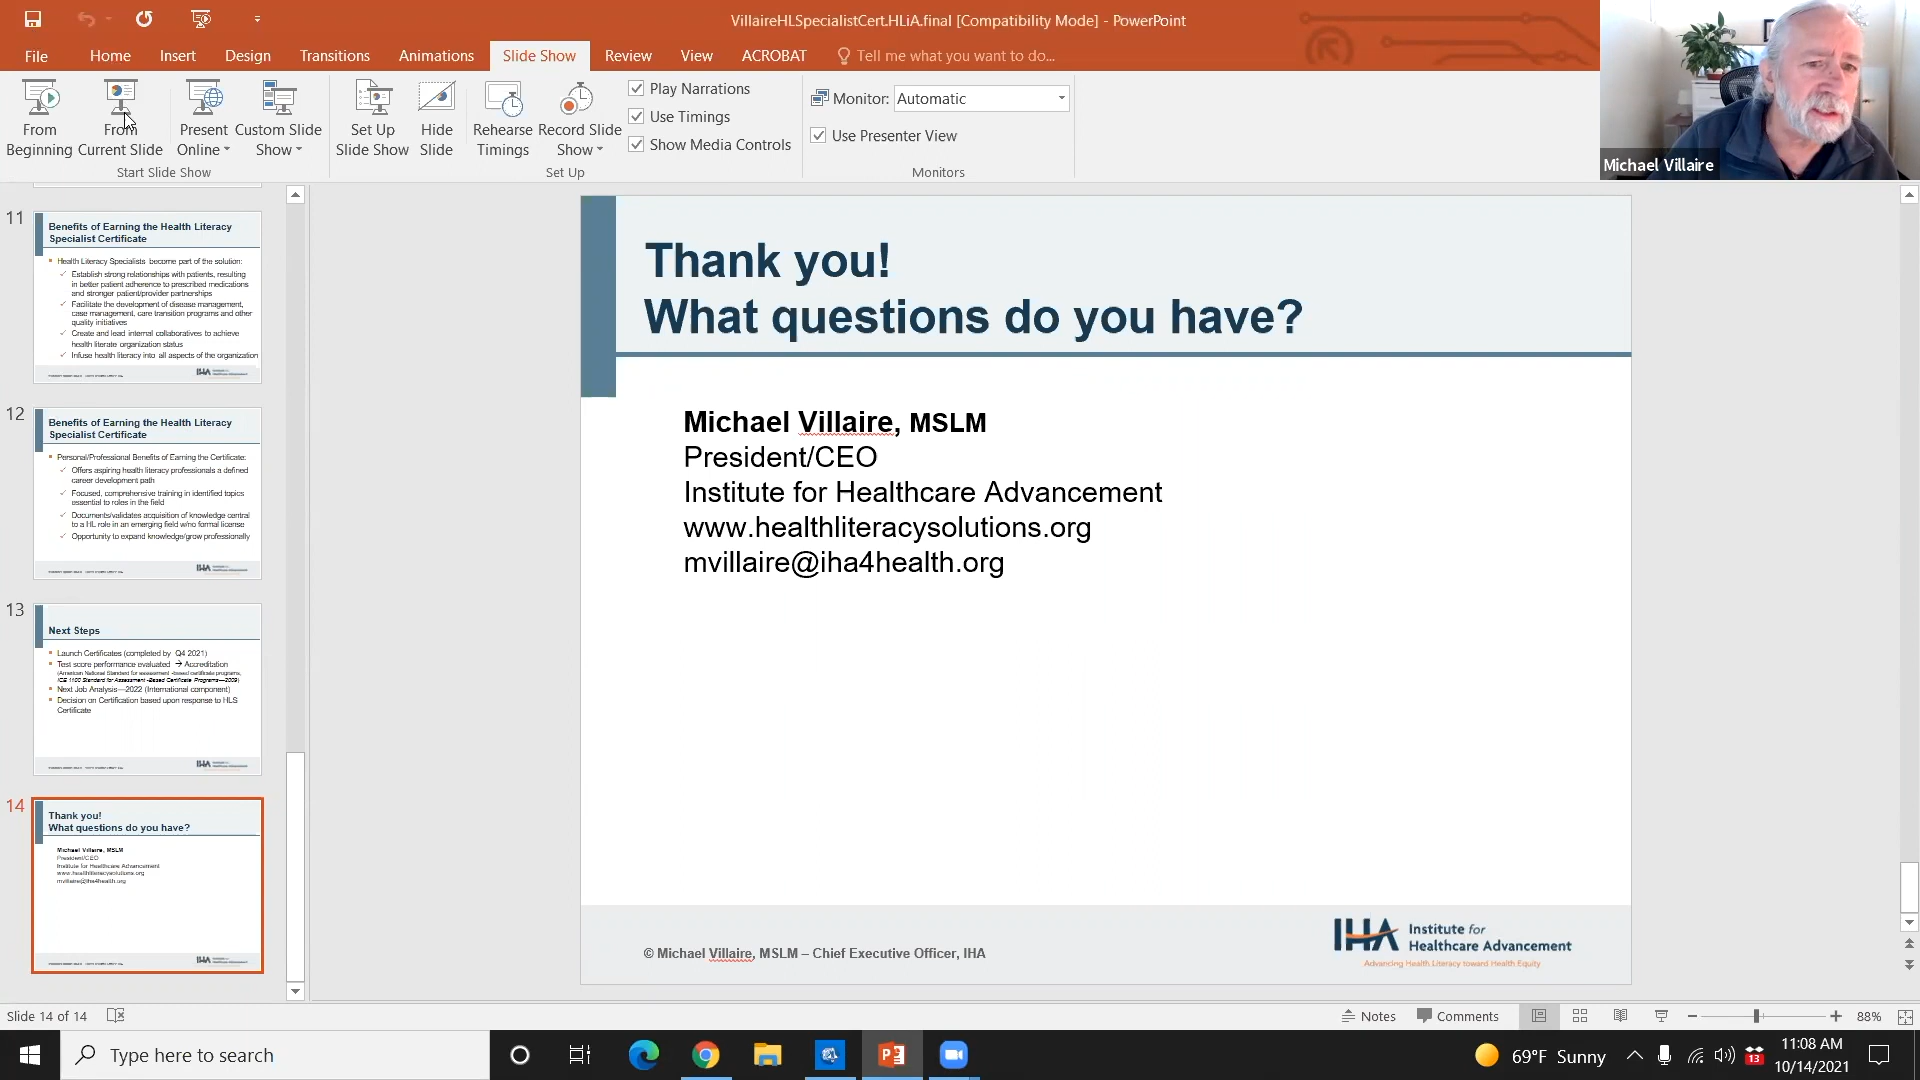 VillaireHLSpecialistCert.HLiA.final [Compatibility Mode] - PowerPoint
File Home Insert Design Transitions Animations Slide Show Review View ACROBAT Tell me what you want to do...
From Beginning
From Current Slide
Present Online
Custom Slide Show
Start Slide Show
Set Up Slide Show
Hide Slide
Rehearse Timings
Record Slide Show
Play Narrations
Use Timings
Show Media Controls
Set Up
Monitor: Automatic
Use Presenter View
Monitors
Michael Villaire
11
Benefits of Earning the Health Literacy
Specialist Certificate
Health Literacy Specialists become part of the solution:
Establish strong relationships with patients, resulting
in better patient adherence to prescribed medications
and stronger patient/provider partnerships
Facilitate the development of disease management,
case management, care transition programs and other
quality initiatives
Create and lead internal collaboratives to achieve
health literate organization status
Infuse health literacy into all aspects of the organization
IHA
12
Benefits of Earning the Health Literacy
Specialist Certificate
Personal/Professional Benefits of Earning the Certificate:
Offers aspiring health literacy professionals a defined
career development path
Focused, comprehensive training in identified topics
essential to roles in the field
Documents/validates acquisition of knowledge central
to a HL role in an emerging field w/no formal license
Opportunity to expand knowledge/grow professionally
IHA
13
Next Steps
Launch Certificates (completed by Q4 2021)
Test score performance evaluated → Accreditation
(American National Standard for assessment -based certificate programs,
ICE 1100 Standard for Assessment -Based Certificate Programs—2009)
Next Job Analysis—2022 (International component)
Decision on Certification based upon response to HLS
Certificate
IHA
14
Thank you!
What questions do you have?
Michael Villaire, MSLM
President/CEO
Institute for Healthcare Advancement
www.healthliteracysolutions.org
mvillaire@iha4health.org
IHA
Thank you!
What questions do you have?
Michael Villaire, MSLM
President/CEO
Institute for Healthcare Advancement
www.healthliteracysolutions.org
mvillaire@iha4health.org
© Michael Villaire, MSLM – Chief Executive Officer, IHA
IHA Institute for
Healthcare Advancement
Advancing Health Literacy toward Health Equity
Slide 14 of 14
Notes Comments 88%
Type here to search
69°F Sunny
13
11:08 AM
10/14/2021